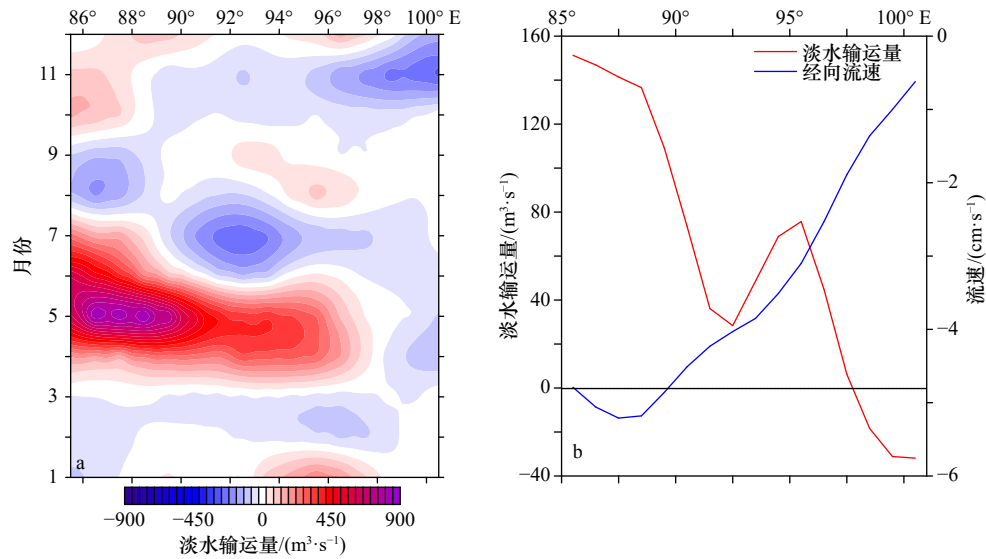 86° 88° 90° 92° 94° 96° 98° 100° E
11
9
7
5
3
1
月份
a
−900 −450 0 450 900
淡水输运量/(m³·s⁻¹)
85° 90° 95° 100° E
160
120
80
40
0
−40
淡水输运量/(m³·s⁻¹)
淡水输运量
经向流速
0
−2
−4
−6
流速/(cm·s⁻¹)
b